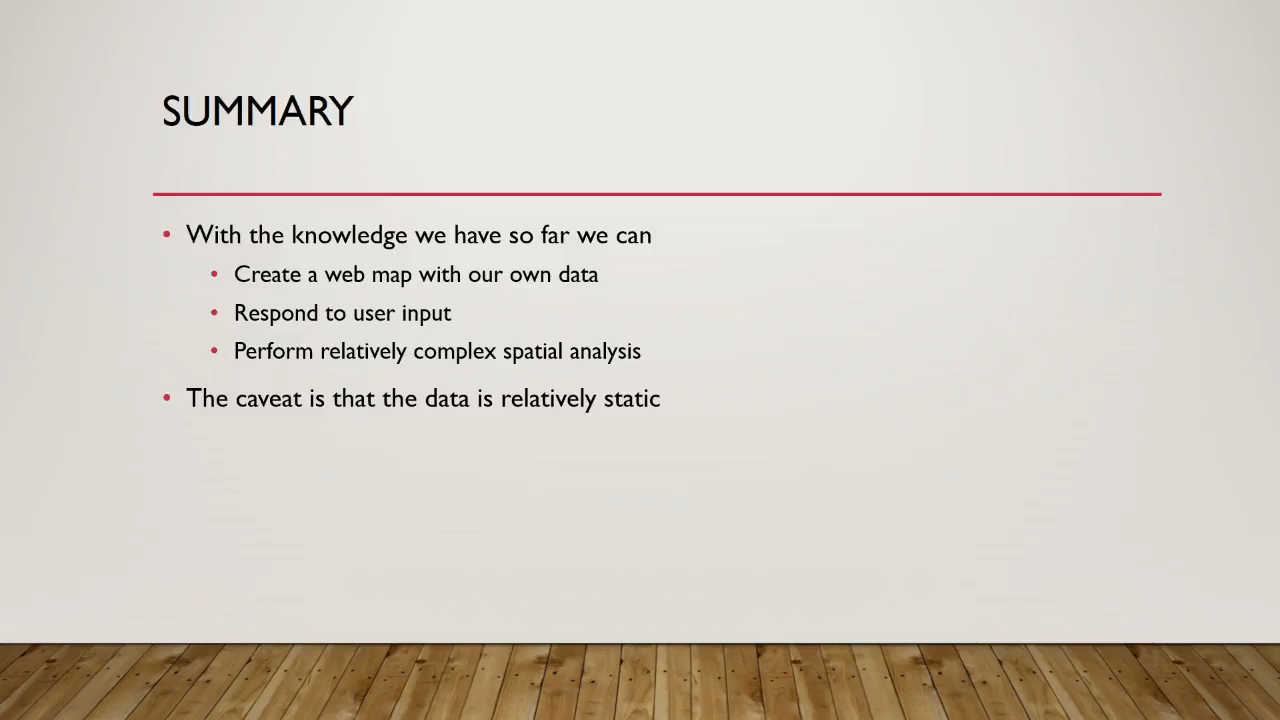 SUMMARY
• With the knowledge we have so far we can
• Create a web map with our own data
• Respond to user input
• Perform relatively complex spatial analysis
• The caveat is that the data is relatively static